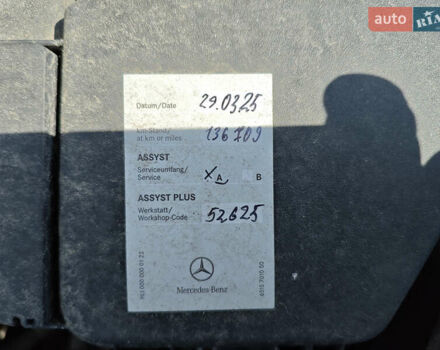 auto RIA
Datum/Date 29.03.25
km-Stand/
at km or miles 136 709
ASSYST
Serviceumfang/
Service X A B
ASSYST PLUS
Werkstatt/
Workshop-Code 52625
Mercedes-Benz